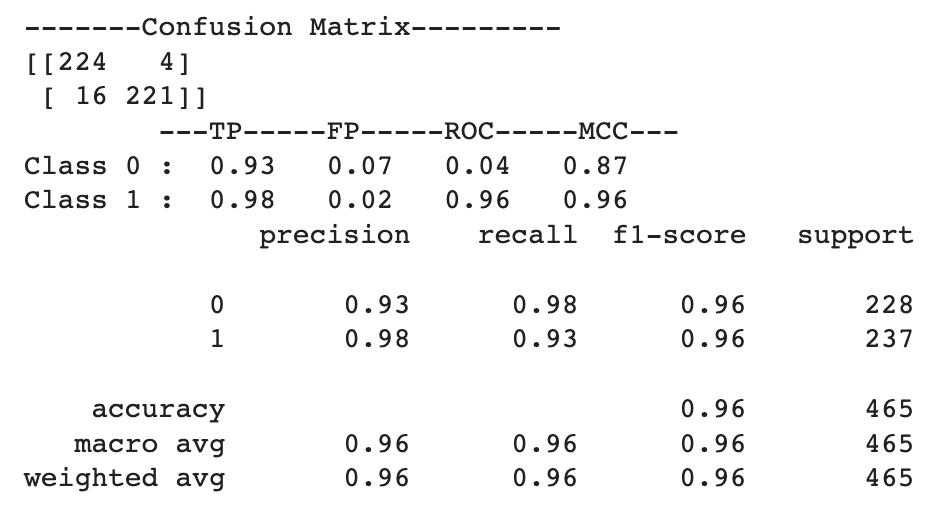 -------Confusion Matrix---------
[[224   4]
 [ 16 221]]
        ---TP-----FP-----ROC-----MCC---
Class 0 :  0.93   0.07   0.04   0.87
Class 1 :  0.98   0.02   0.96   0.96
              precision    recall  f1-score   support

           0       0.93      0.98      0.96       228
           1       0.98      0.93      0.96       237

    accuracy                           0.96       465
   macro avg       0.96      0.96      0.96       465
weighted avg       0.96      0.96      0.96       465